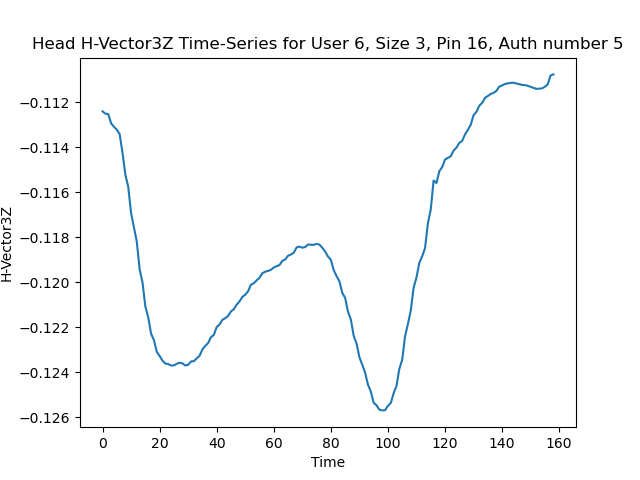 Head H-Vector3Z Time-Series for User 6, Size 3, Pin 16, Auth number 5
H-Vector3Z
−0.112
−0.114
−0.116
−0.118
−0.120
−0.122
−0.124
−0.126
0 20 40 60 80 100 120 140 160
Time